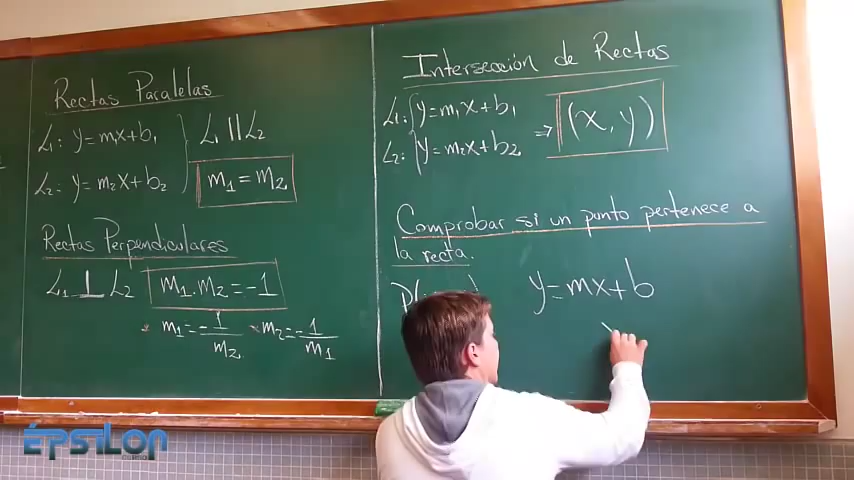 Rectas Paralelas
L₁: y=m₁x+b₁
L₂: y=m₂x+b₂
L₁ || L₂
m₁=m₂
Rectas Perpendiculares
L₁ ⊥ L₂
m₁.m₂=-1
* m₁=-1/m₂ * m₂=-1/m₁
Intersección de Rectas
L₁: y=m₁x+b₁
L₂: y=m₂x+b₂
⇒ (x,y)
Comprobar si un punto pertenece a
la recta.
P(
y=mx+b
ÉPSILON